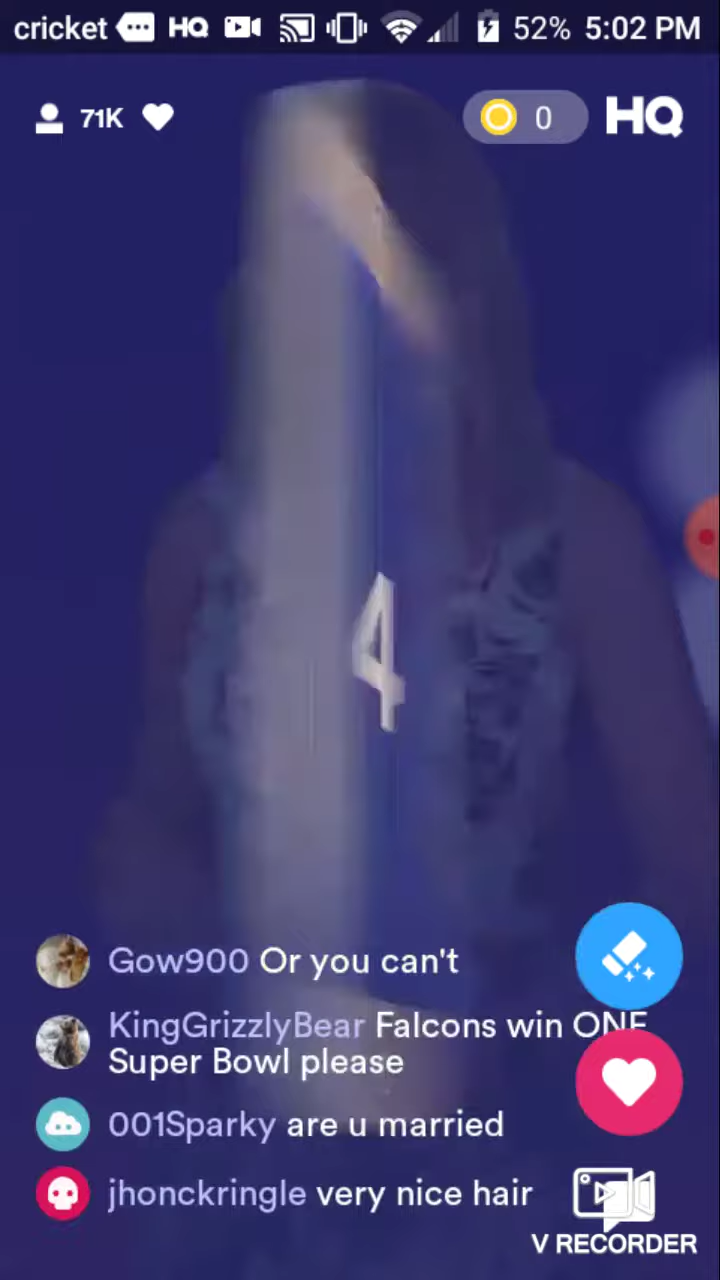 cricket HQ 52% 5:02 PM
71K 0 HQ
4
Gow900 Or you can't
KingGrizzlyBear Falcons win ONE
Super Bowl please
001Sparky are u married
jhonckringle very nice hair
V RECORDER